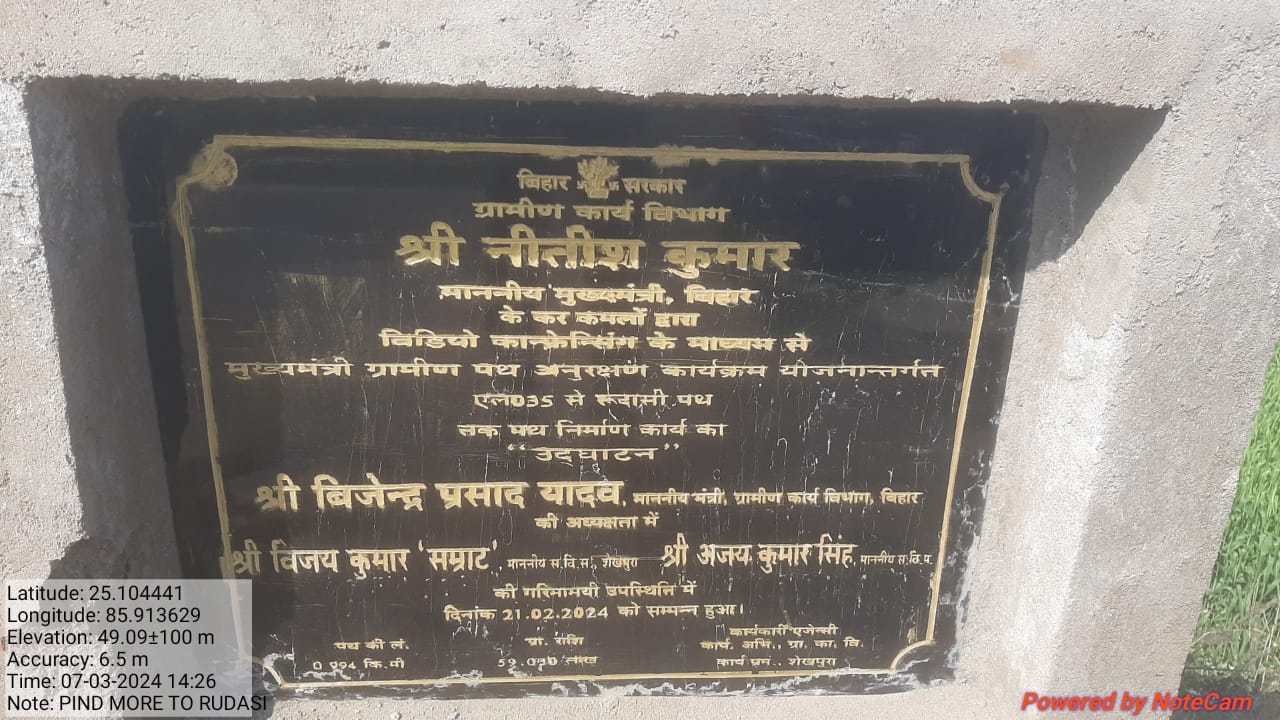 बिहार सरकार
ग्रामीण कार्य विभाग
श्री नीतीश कुमार
माननीय मुख्यमंत्री, बिहार
के कर कमलों द्वारा
विडियो कान्फ्रेन्सिंग के माध्यम से
मुख्यमंत्री ग्रामीण पथ अनुरक्षण कार्यक्रम योजनान्तर्गत
एल035 से रूदासी पथ
तक पथ निर्माण कार्य का
“उद्घाटन”
श्री बिजेन्द्र प्रसाद यादव, माननीय मंत्री, ग्रामीण कार्य विभाग, बिहार
की अध्यक्षता में
श्री विजय कुमार ‘सम्राट’, माननीय स.वि.स., शेखपुरा श्री अजय कुमार सिंह, माननीय स.वि.प.
की गरिमामयी उपस्थिति में
दिनांक 21.02.2024 को सम्पन्न हुआ।
पथ की लं. प्रा. राशि कार्यकारी एजेन्सी
कार्य. अभि., ग्रा. का. वि.
0.994 कि.मी लाख कार्य प्रमं., शेखपुरा
Latitude: 25.104441
Longitude: 85.913629
Elevation: 49.09±100 m
Accuracy: 6.5 m
Time: 07-03-2024 14:26
Note: PIND MORE TO RUDASI
Powered by NoteCam